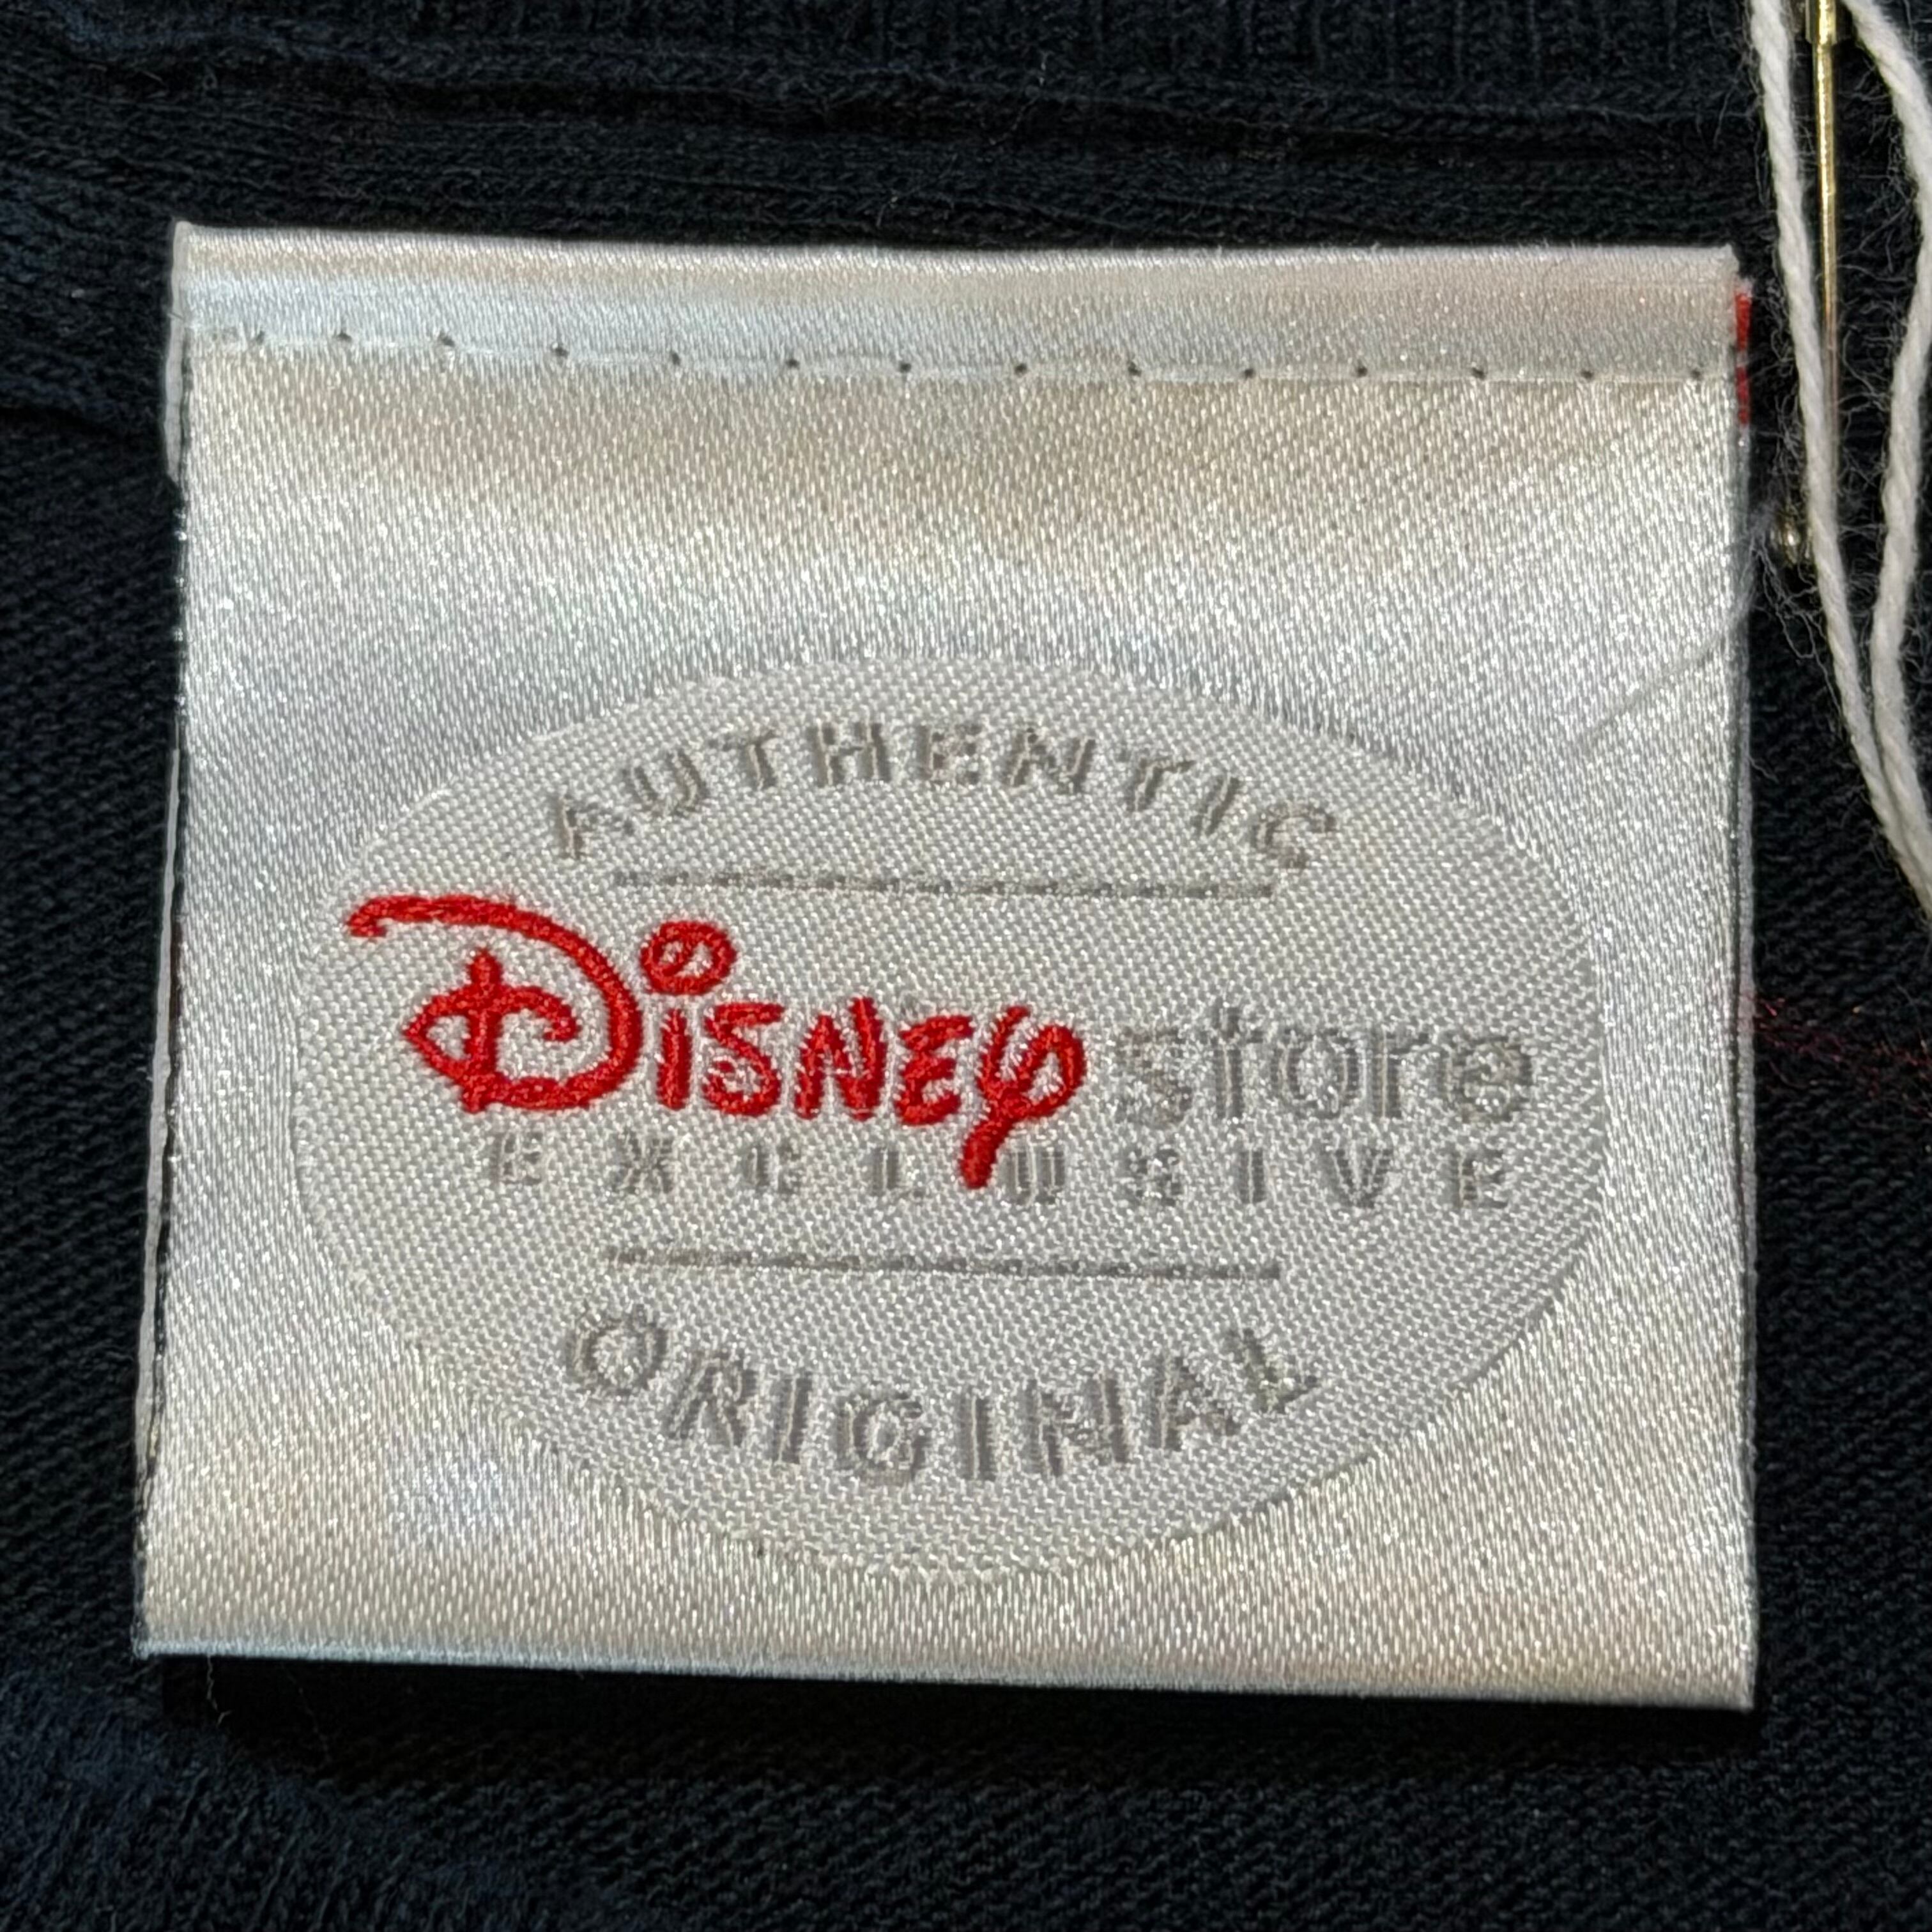 AUTHENTIC
Disney store
EXCLUSIVE
ORIGINAL